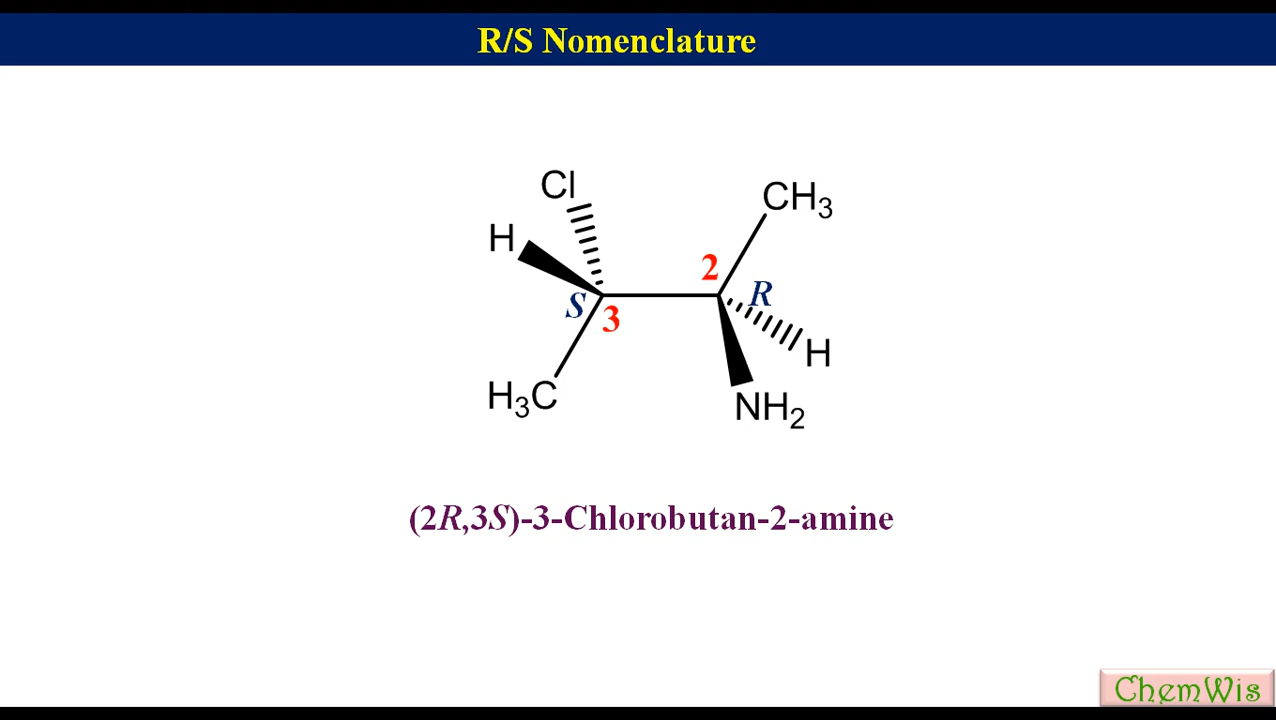 R/S Nomenclature
Cl
CH₃
H
2
R
S
3
H
H₃C
NH₂
(2R,3S)-3-Chlorobutan-2-amine
ChemWis